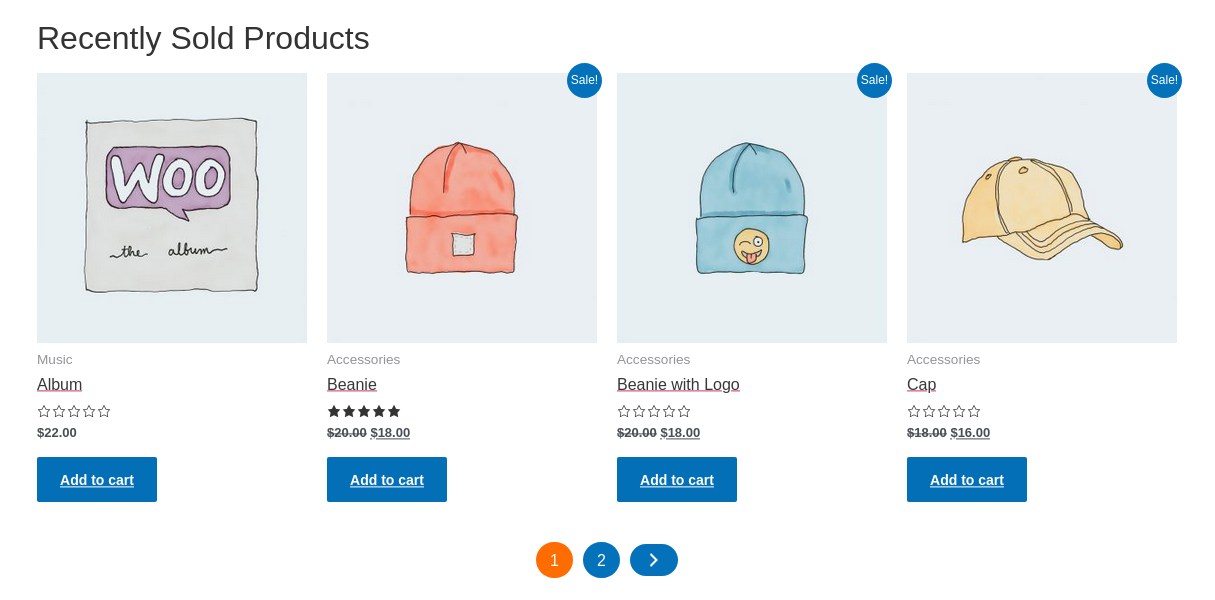 Recently Sold Products
Sale! Sale! Sale!
WOO
the album
Music Accessories Accessories Accessories
Album Beanie Beanie with Logo Cap
$22.00 $20.00 $18.00 $20.00 $18.00 $18.00 $16.00
Add to cart Add to cart Add to cart Add to cart
1 2